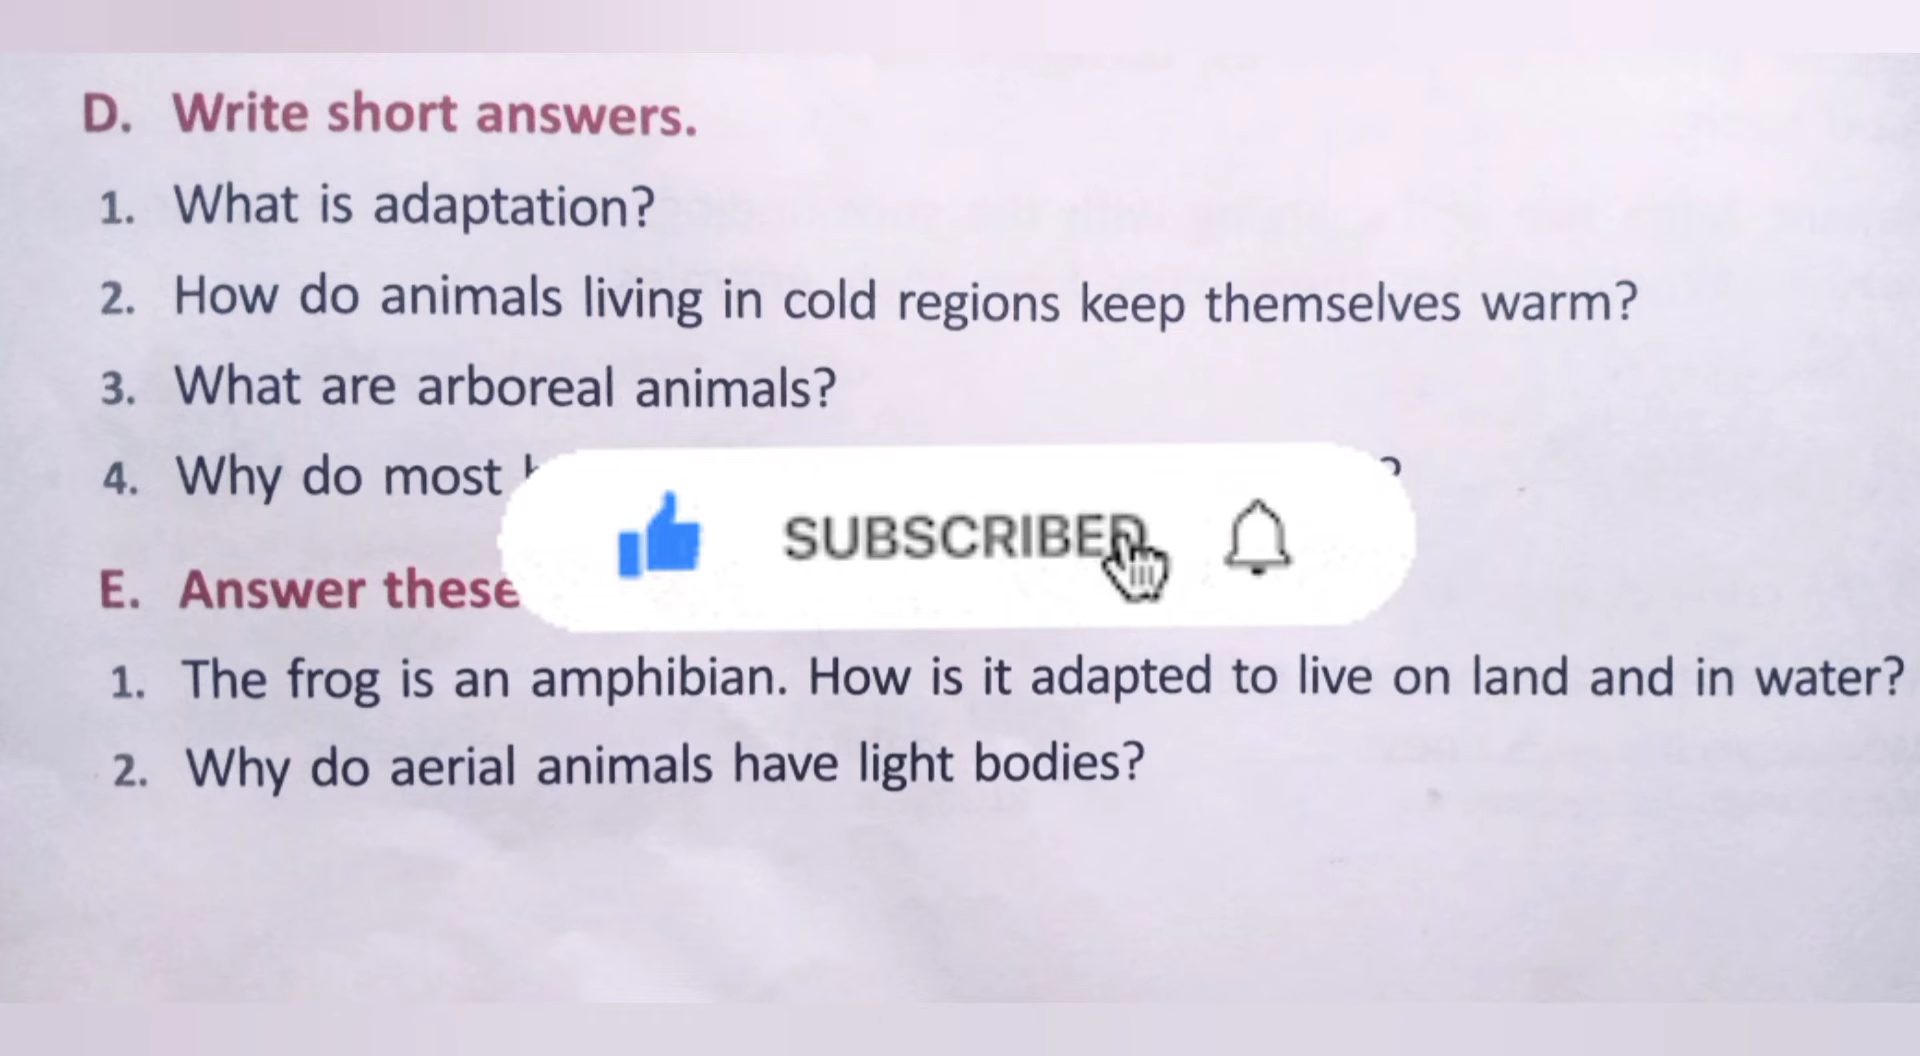 D. Write short answers.
1. What is adaptation?
2. How do animals living in cold regions keep themselves warm?
3. What are arboreal animals?
4. Why do most ?
SUBSCRIBED
E. Answer these
1. The frog is an amphibian. How is it adapted to live on land and in water?
2. Why do aerial animals have light bodies?